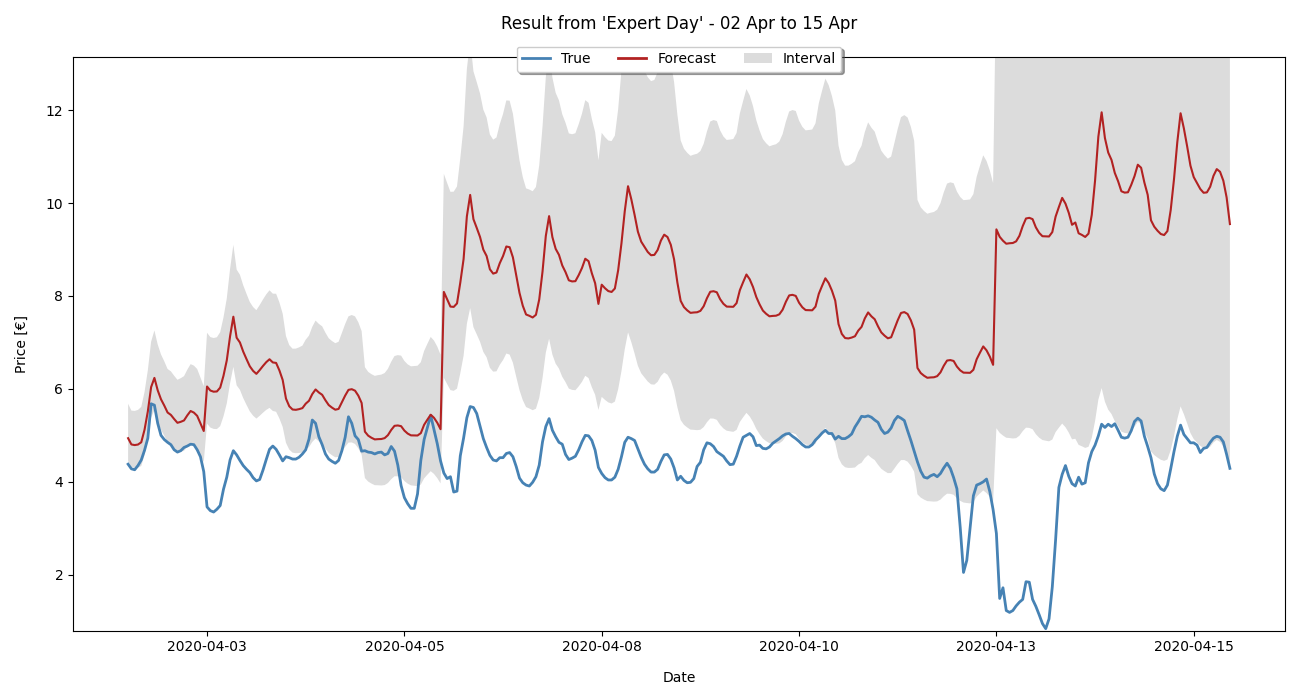 Result from 'Expert Day' - 02 Apr to 15 Apr
True Forecast Interval
12
10
8
6
4
2
Price [€]
2020-04-03 2020-04-05 2020-04-08 2020-04-10 2020-04-13 2020-04-15
Date